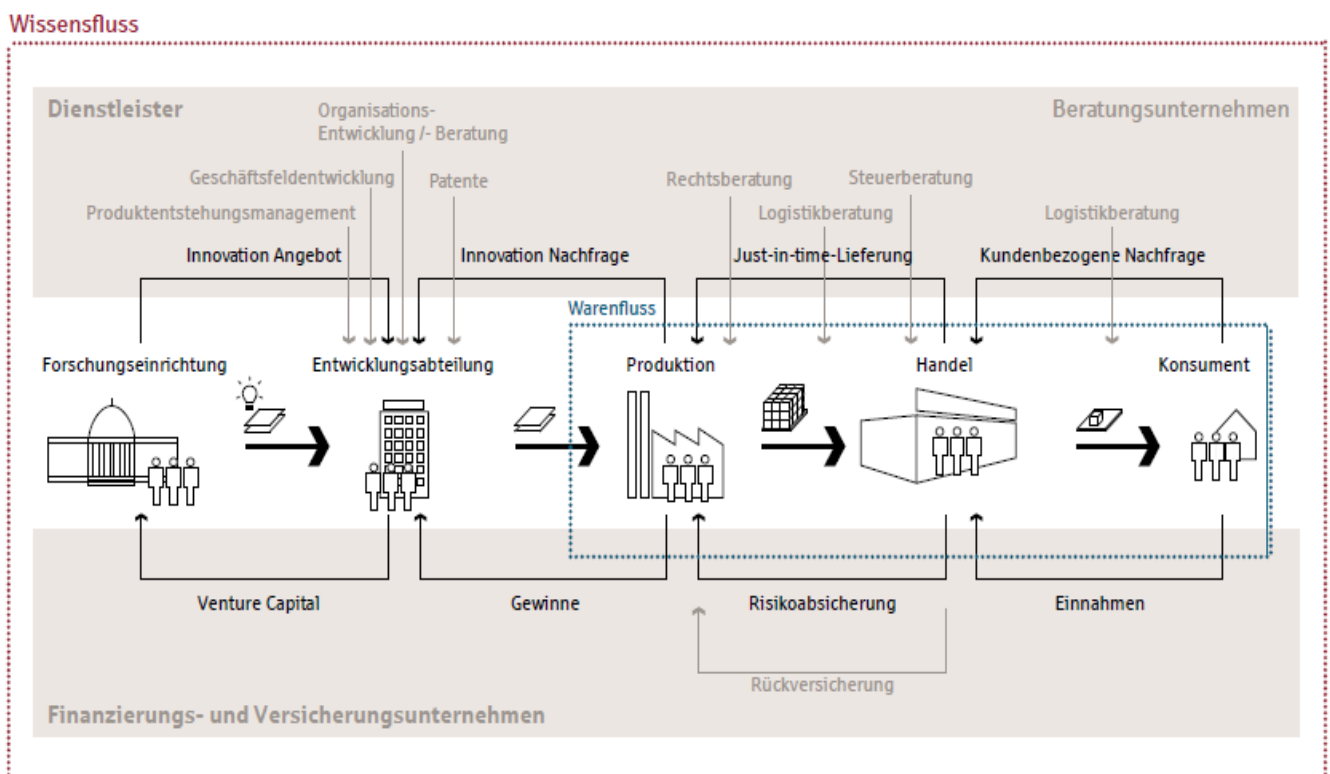 Wissensfluss
Dienstleister
Organisations-
Entwicklung /- Beratung
Beratungsunternehmen
Geschäftsfeldentwicklung
Patente
Rechtsberatung
Steuerberatung
Produktentstehungsmanagement
Logistikberatung
Logistikberatung
Innovation Angebot
Innovation Nachfrage
Just-in-time-Lieferung
Kundenbezogene Nachfrage
Warenfluss
Forschungseinrichtung
Entwicklungsabteilung
Produktion
Handel
Konsument
Venture Capital
Gewinne
Risikoabsicherung
Einnahmen
Rückversicherung
Finanzierungs- und Versicherungsunternehmen